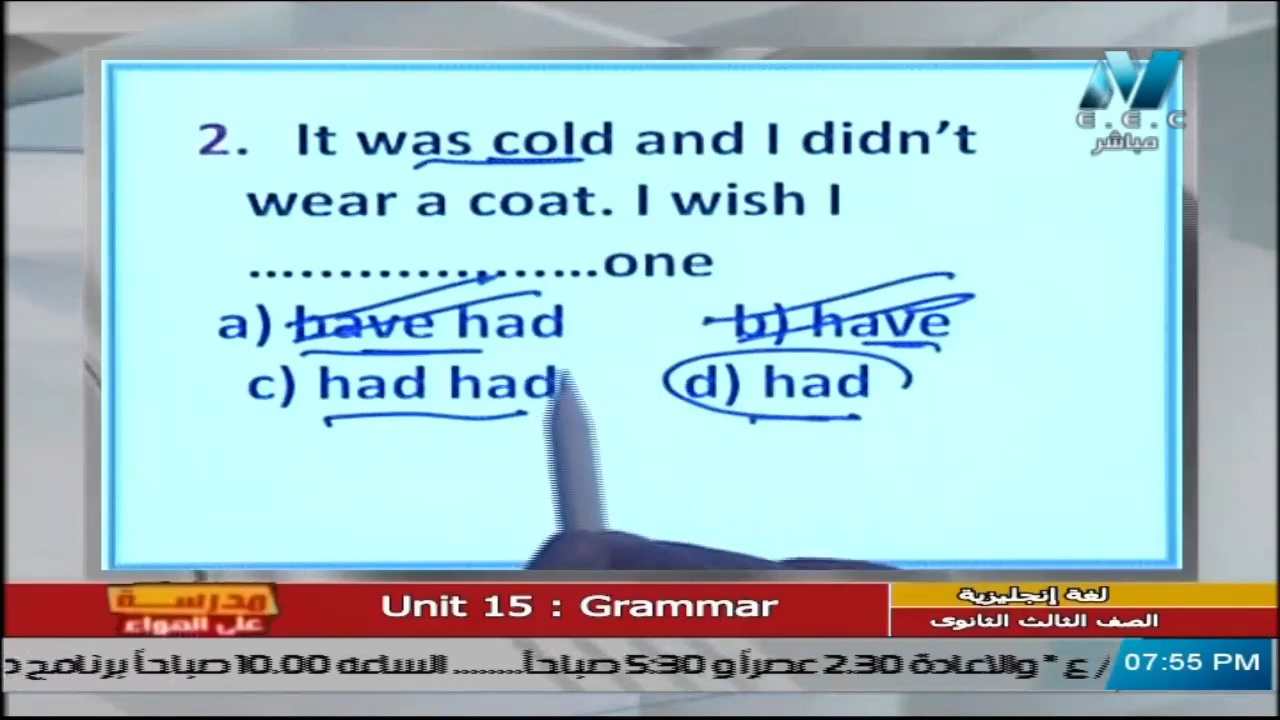 2. It was cold and I didn't
wear a coat. I wish I
....................one
a) have had b) have
c) had had d) had
E.E.C
مباشر
مدرسة
على الهواء
Unit 15 : Grammar
لغة إنجليزية
الصف الثالث الثانوى
/ ع * والاعادة 2.30 عصراً و 5:30 صباحاً........ الساعه 10.00 صباحاً برنامج د
07:55 PM